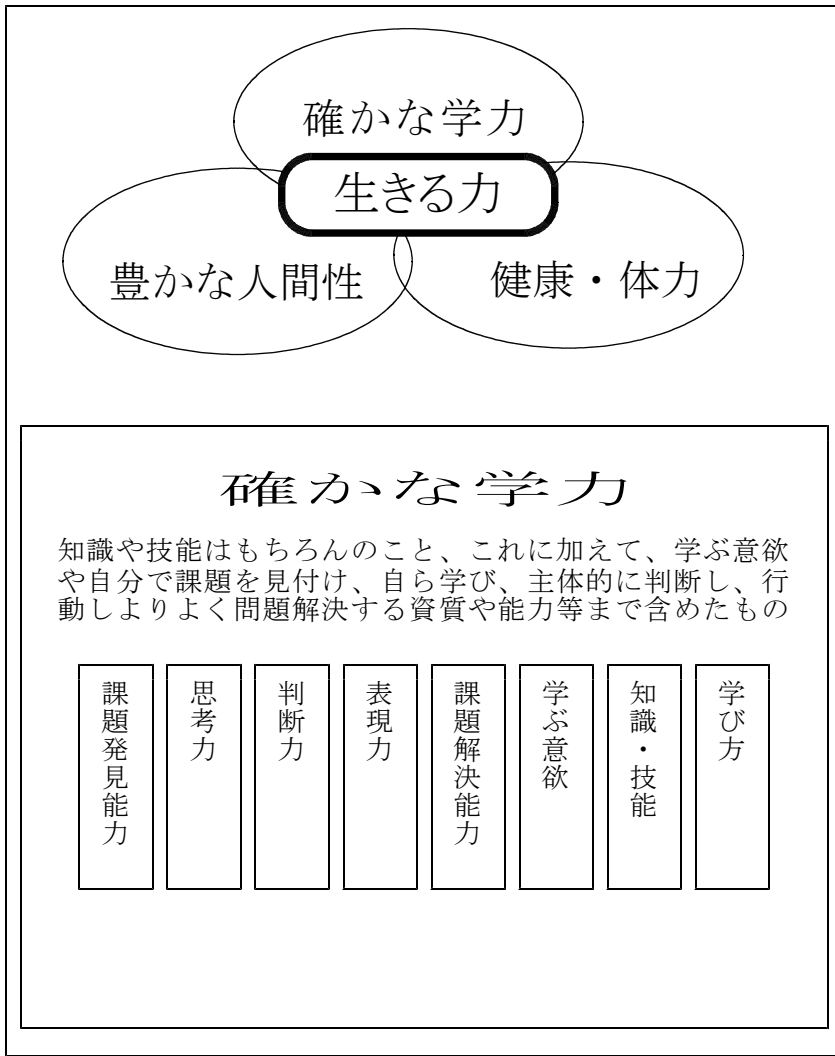 確かな学力
生きる力
豊かな人間性
健康・体力
確かな学力
知識や技能はもちろんのこと、これに加えて、学ぶ意欲
や自分で課題を見付け、自ら学び、主体的に判断し、行
動しよりよく問題解決する資質や能力等まで含めたもの
課題発見能力
思考力
判断力
表現力
課題解決能力
学ぶ意欲
知識・技能
学び方